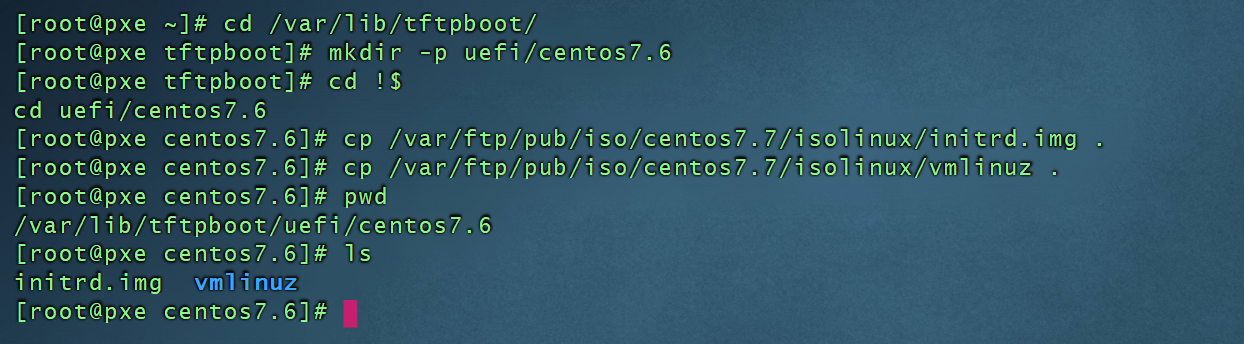 [root@pxe ~]# cd /var/lib/tftpboot/
[root@pxe tftpboot]# mkdir -p uefi/centos7.6
[root@pxe tftpboot]# cd !$
cd uefi/centos7.6
[root@pxe centos7.6]# cp /var/ftp/pub/iso/centos7.7/isolinux/initrd.img .
[root@pxe centos7.6]# cp /var/ftp/pub/iso/centos7.7/isolinux/vmlinuz .
[root@pxe centos7.6]# pwd
/var/lib/tftpboot/uefi/centos7.6
[root@pxe centos7.6]# ls
initrd.img  vmlinuz
[root@pxe centos7.6]#